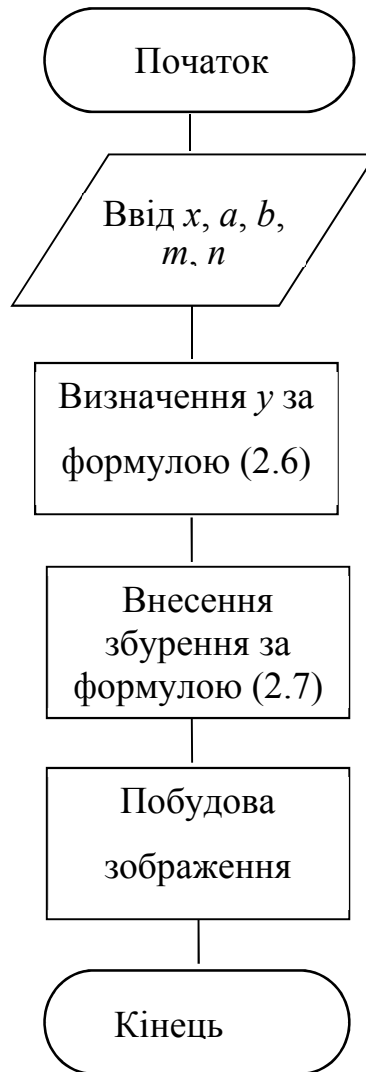 Початок
Ввід x, a, b,
m, n
Визначення y за
формулою (2.6)
Внесення
збурення за
формулою (2.7)
Побудова
зображення
Кінець